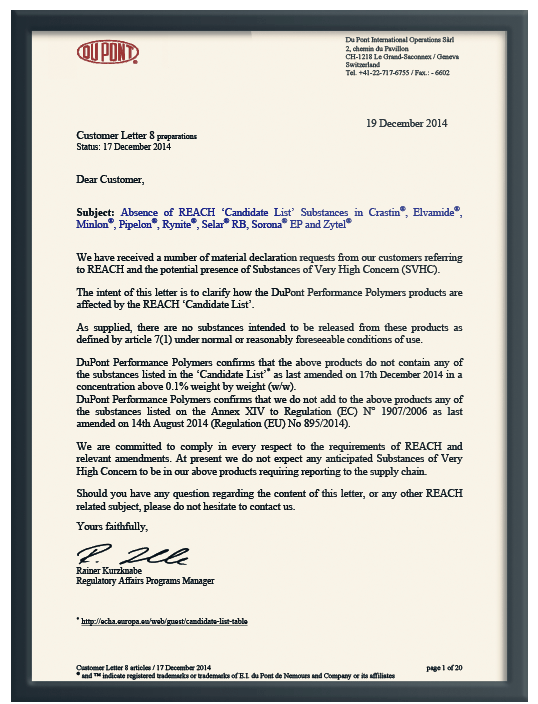 DU PONT®
Du Pont International Operations Sàrl
2, chemin du Pavillon
CH-1218 Le Grand-Saconnex / Geneva
Switzerland
Tel. +41-22-717-6755 / Fax.: - 6602
19 December 2014
Customer Letter 8 preparations
Status: 17 December 2014
Dear Customer,
Subject: Absence of REACH ‘Candidate List’ Substances in Crastin®, Elvamide®,
Minlon®, Pipelon®, Rynite®, Selar® RB, Sorona® EP and Zytel®
We have received a number of material declaration requests from our customers referring
to REACH and the potential presence of Substances of Very High Concern (SVHC).
The intent of this letter is to clarify how the DuPont Performance Polymers products are
affected by the REACH ‘Candidate List’.
As supplied, there are no substances intended to be released from these products as
defined by article 7(1) under normal or reasonably foreseeable conditions of use.
DuPont Performance Polymers confirms that the above products do not contain any of
the substances listed in the ‘Candidate List’* as last amended on 17th December 2014 in a
concentration above 0.1% weight by weight (w/w).
DuPont Performance Polymers confirms that we do not add to the above products any of
the substances listed on the Annex XIV to Regulation (EC) N° 1907/2006 as last
amended on 14th August 2014 (Regulation (EU) No 895/2014).
We are committed to comply in every respect to the requirements of REACH and
relevant amendments. At present we do not expect any anticipated Substances of Very
High Concern to be in our above products requiring reporting to the supply chain.
Should you have any question regarding the content of this letter, or any other REACH
related subject, please do not hesitate to contact us.
Yours faithfully,
Rainer Kurzknabe
Regulatory Affairs Programs Manager
* http://echa.europa.eu/web/guest/candidate-list-table
Customer Letter 8 articles / 17 December 2014
page 1 of 20
® and ™ indicate registered trademarks or trademarks of E.I. du Pont de Nemours and Company or its affiliates